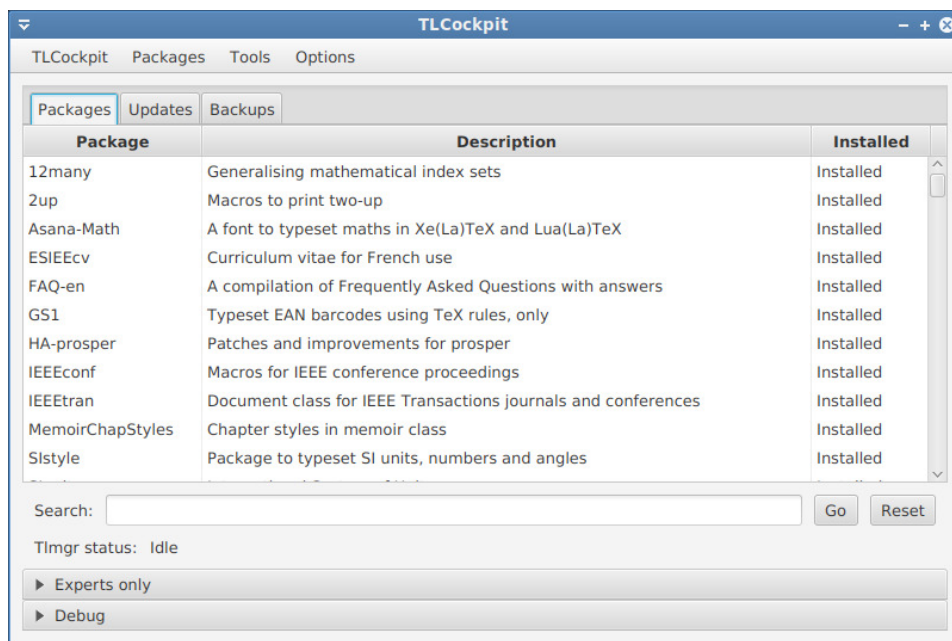 TLCockpit
TLCockpit Packages Tools Options
Packages Updates Backups
Package Description Installed
12many Generalising mathematical index sets Installed
2up Macros to print two-up Installed
Asana-Math A font to typeset maths in Xe(La)TeX and Lua(La)TeX Installed
ESIEEcv Curriculum vitae for French use Installed
FAQ-en A compilation of Frequently Asked Questions with answers Installed
GS1 Typeset EAN barcodes using TeX rules, only Installed
HA-prosper Patches and improvements for prosper Installed
IEEEconf Macros for IEEE conference proceedings Installed
IEEEtran Document class for IEEE Transactions journals and conferences Installed
MemoirChapStyles Chapter styles in memoir class Installed
SIstyle Package to typeset SI units, numbers and angles Installed
Search: Go Reset
Tlmgr status: Idle
Experts only
Debug